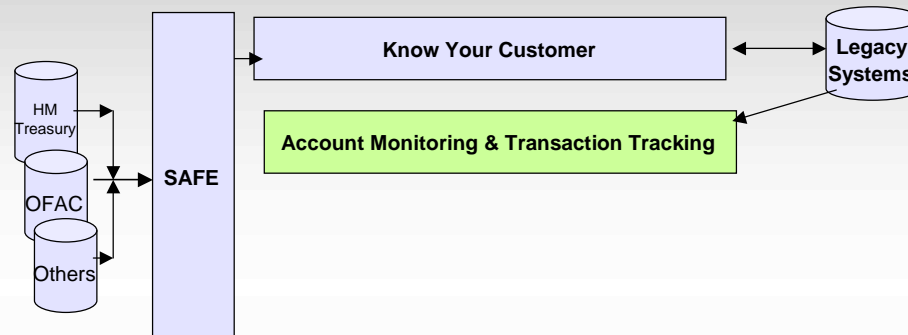 Know Your Customer
Legacy
Systems
HM
Treasury
Account Monitoring & Transaction Tracking
SAFE
OFAC
Others